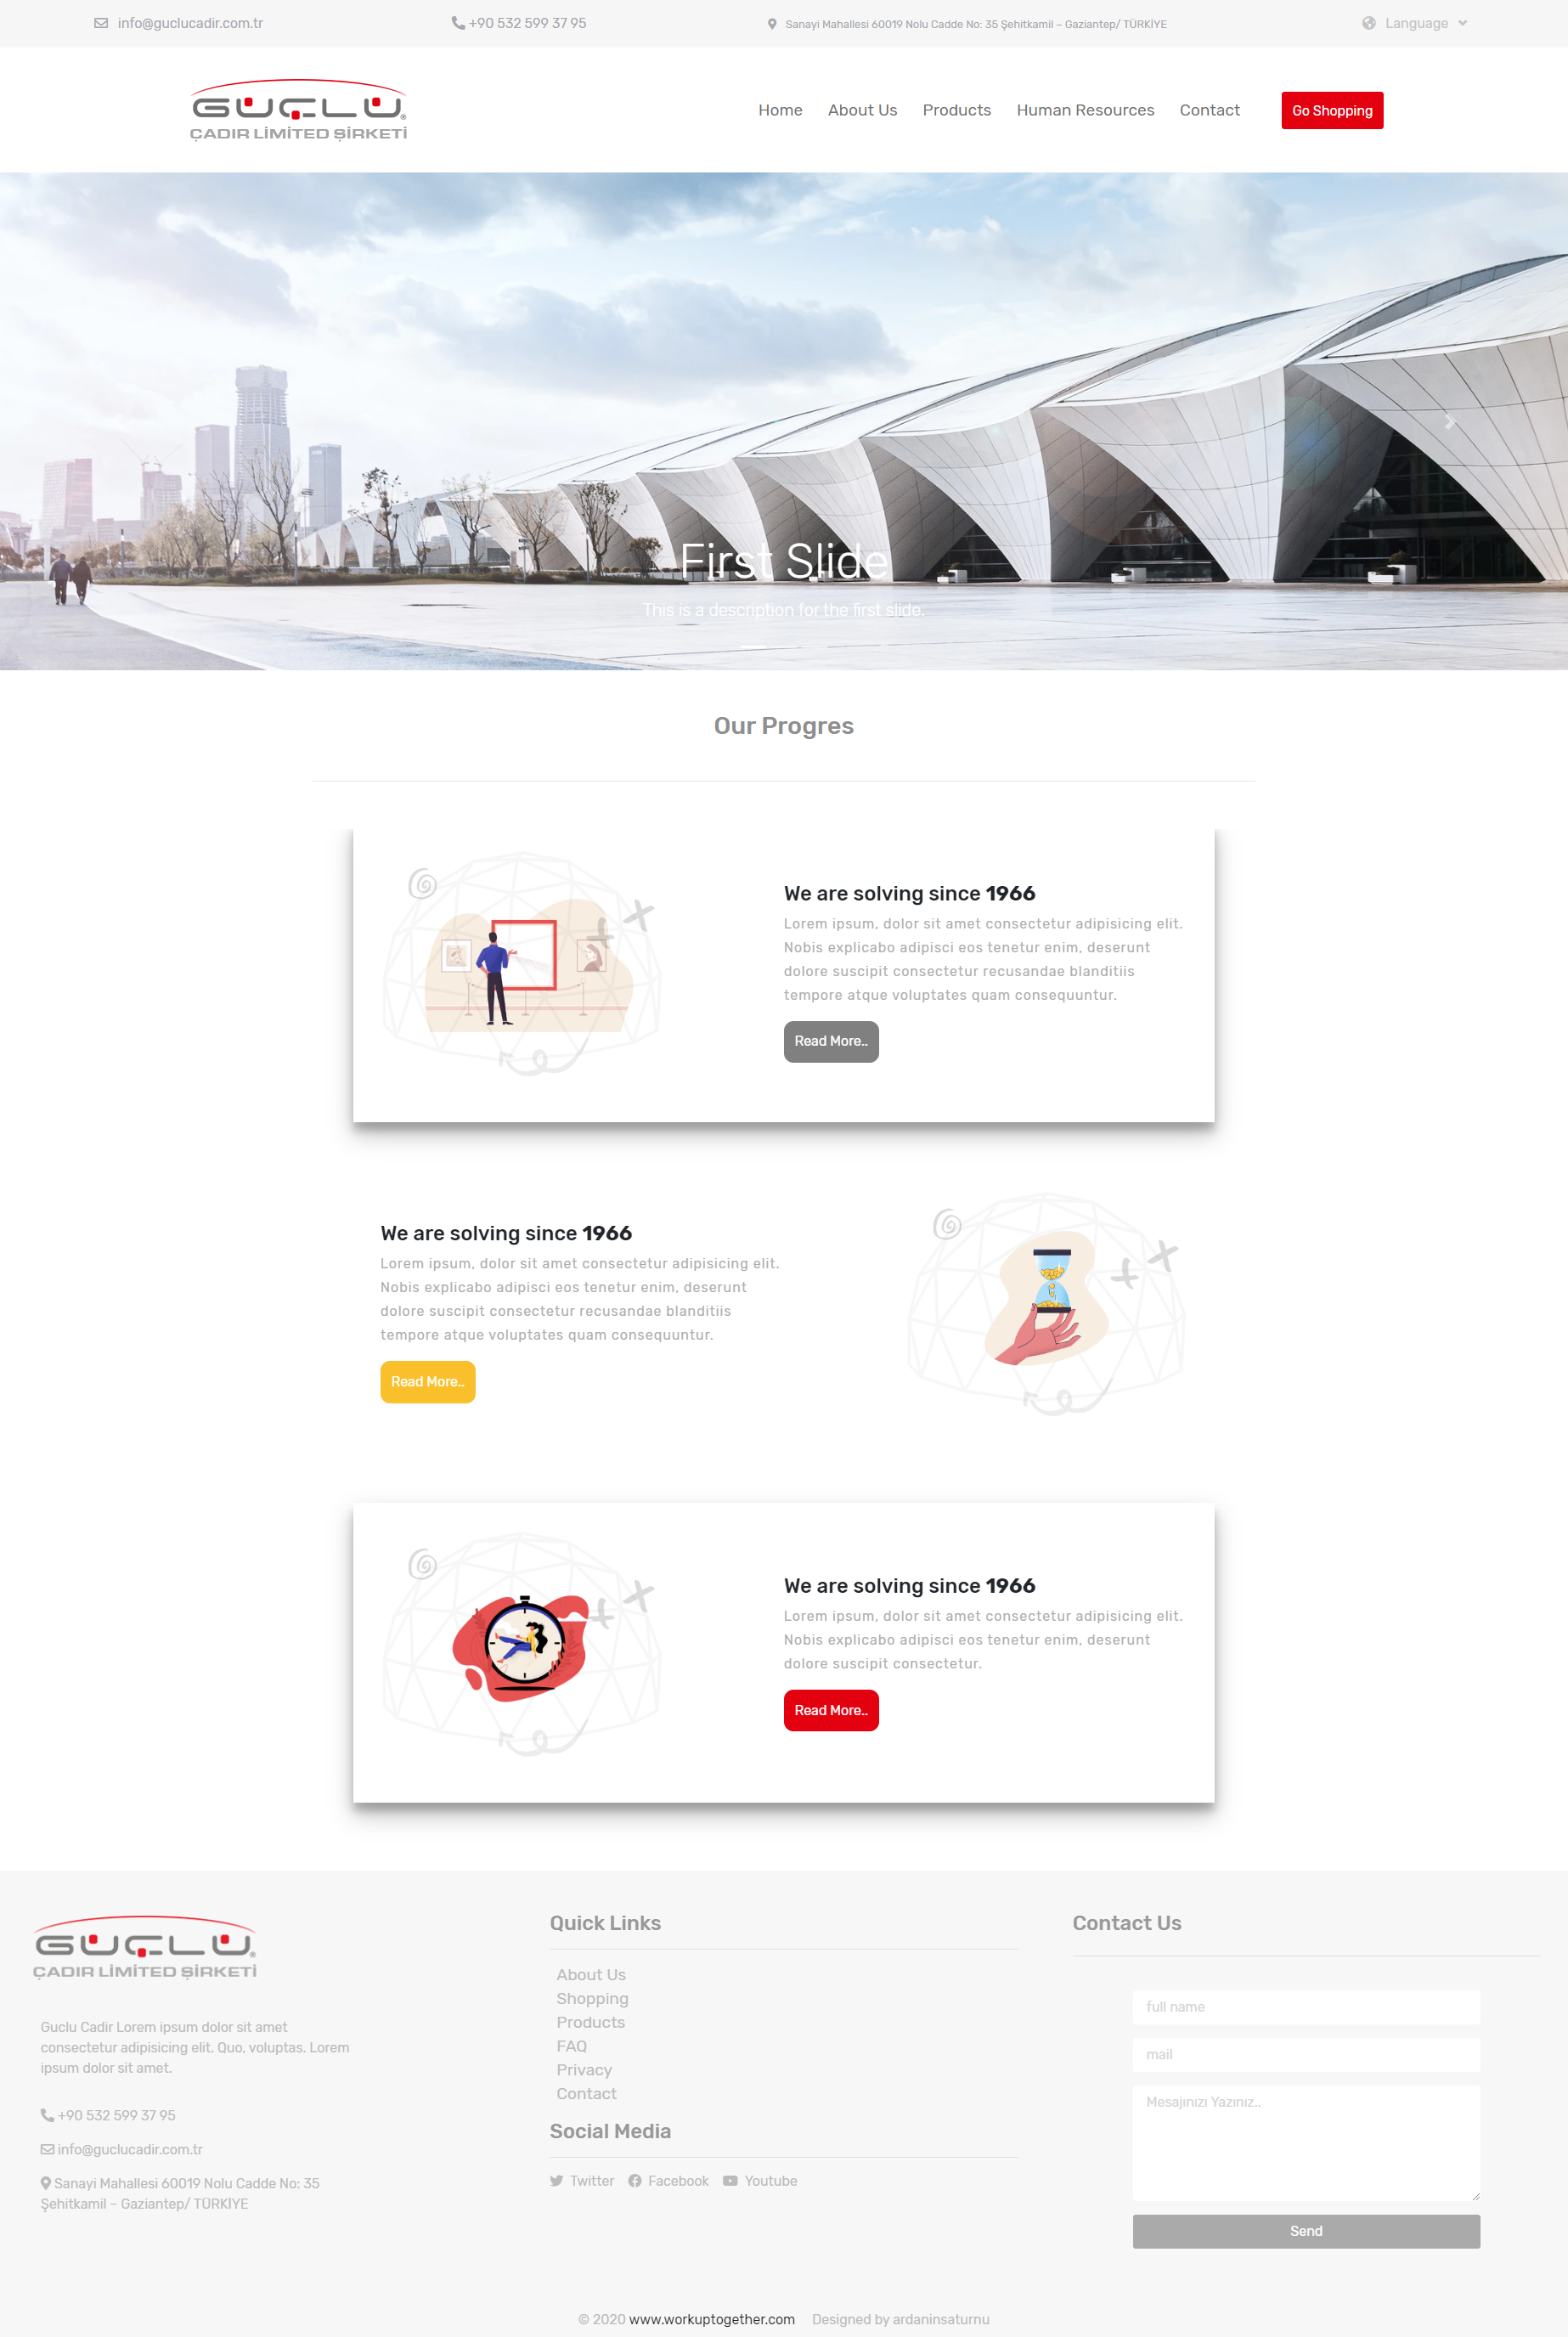 info@guclucadir.com.tr
+90 532 599 37 95
Sanayi Mahallesi 60019 Nolu Cadde No: 35 Şehitkamil – Gaziantep/ TÜRKİYE
Language
GÜÇLÜ®
ÇADIR LİMİTED ŞİRKETİ
Home
About Us
Products
Human Resources
Contact
Go Shopping
First Slide
This is a description for the first slide.
Our Progres
We are solving since 1966
Lorem ipsum, dolor sit amet consectetur adipisicing elit.
Nobis explicabo adipisci eos tenetur enim, deserunt
dolore suscipit consectetur recusandae blanditiis
tempore atque voluptates quam consequuntur.
Read More..
We are solving since 1966
Lorem ipsum, dolor sit amet consectetur adipisicing elit.
Nobis explicabo adipisci eos tenetur enim, deserunt
dolore suscipit consectetur recusandae blanditiis
tempore atque voluptates quam consequuntur.
Read More..
We are solving since 1966
Lorem ipsum, dolor sit amet consectetur adipisicing elit.
Nobis explicabo adipisci eos tenetur enim, deserunt
dolore suscipit consectetur.
Read More..
GÜÇLÜ®
ÇADIR LİMİTED ŞİRKETİ
Guclu Cadir Lorem ipsum dolor sit amet
consectetur adipisicing elit. Quo, voluptas. Lorem
ipsum dolor sit amet.
+90 532 599 37 95
info@guclucadir.com.tr
Sanayi Mahallesi 60019 Nolu Cadde No: 35
Şehitkamil – Gaziantep/ TÜRKİYE
Quick Links
About Us
Shopping
Products
FAQ
Privacy
Contact
Social Media
Twitter
Facebook
Youtube
Contact Us
full name
mail
Mesajınızı Yazınız..
Send
© 2020 www.workuptogether.com
Designed by ardaninsaturnu